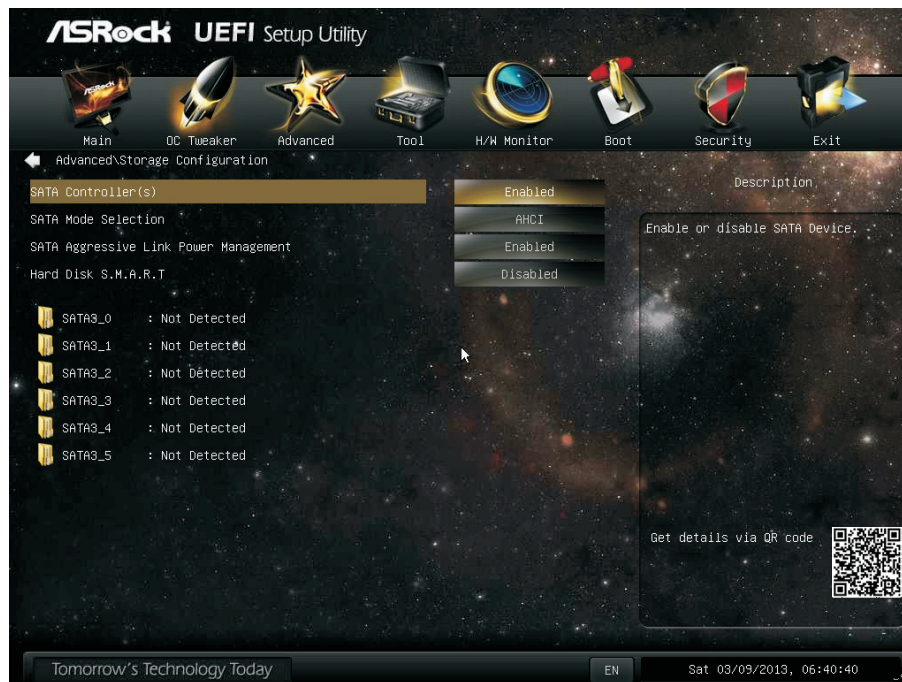 ASRock UEFI Setup Utility
ASRock
Main OC Tweaker Advanced Tool H/W Monitor Boot Security Exit
Advanced\Storage Configuration
Description
SATA Controller(s) Enabled
SATA Mode Selection AHCI
SATA Aggressive Link Power Management Enabled
Hard Disk S.M.A.R.T Disabled
Enable or disable SATA Device.
SATA3_0 : Not Detected
SATA3_1 : Not Detected
SATA3_2 : Not Detected
SATA3_3 : Not Detected
SATA3_4 : Not Detected
SATA3_5 : Not Detected
Get details via QR code
Tomorrow's Technology Today EN Sat 03/09/2013, 06:40:40